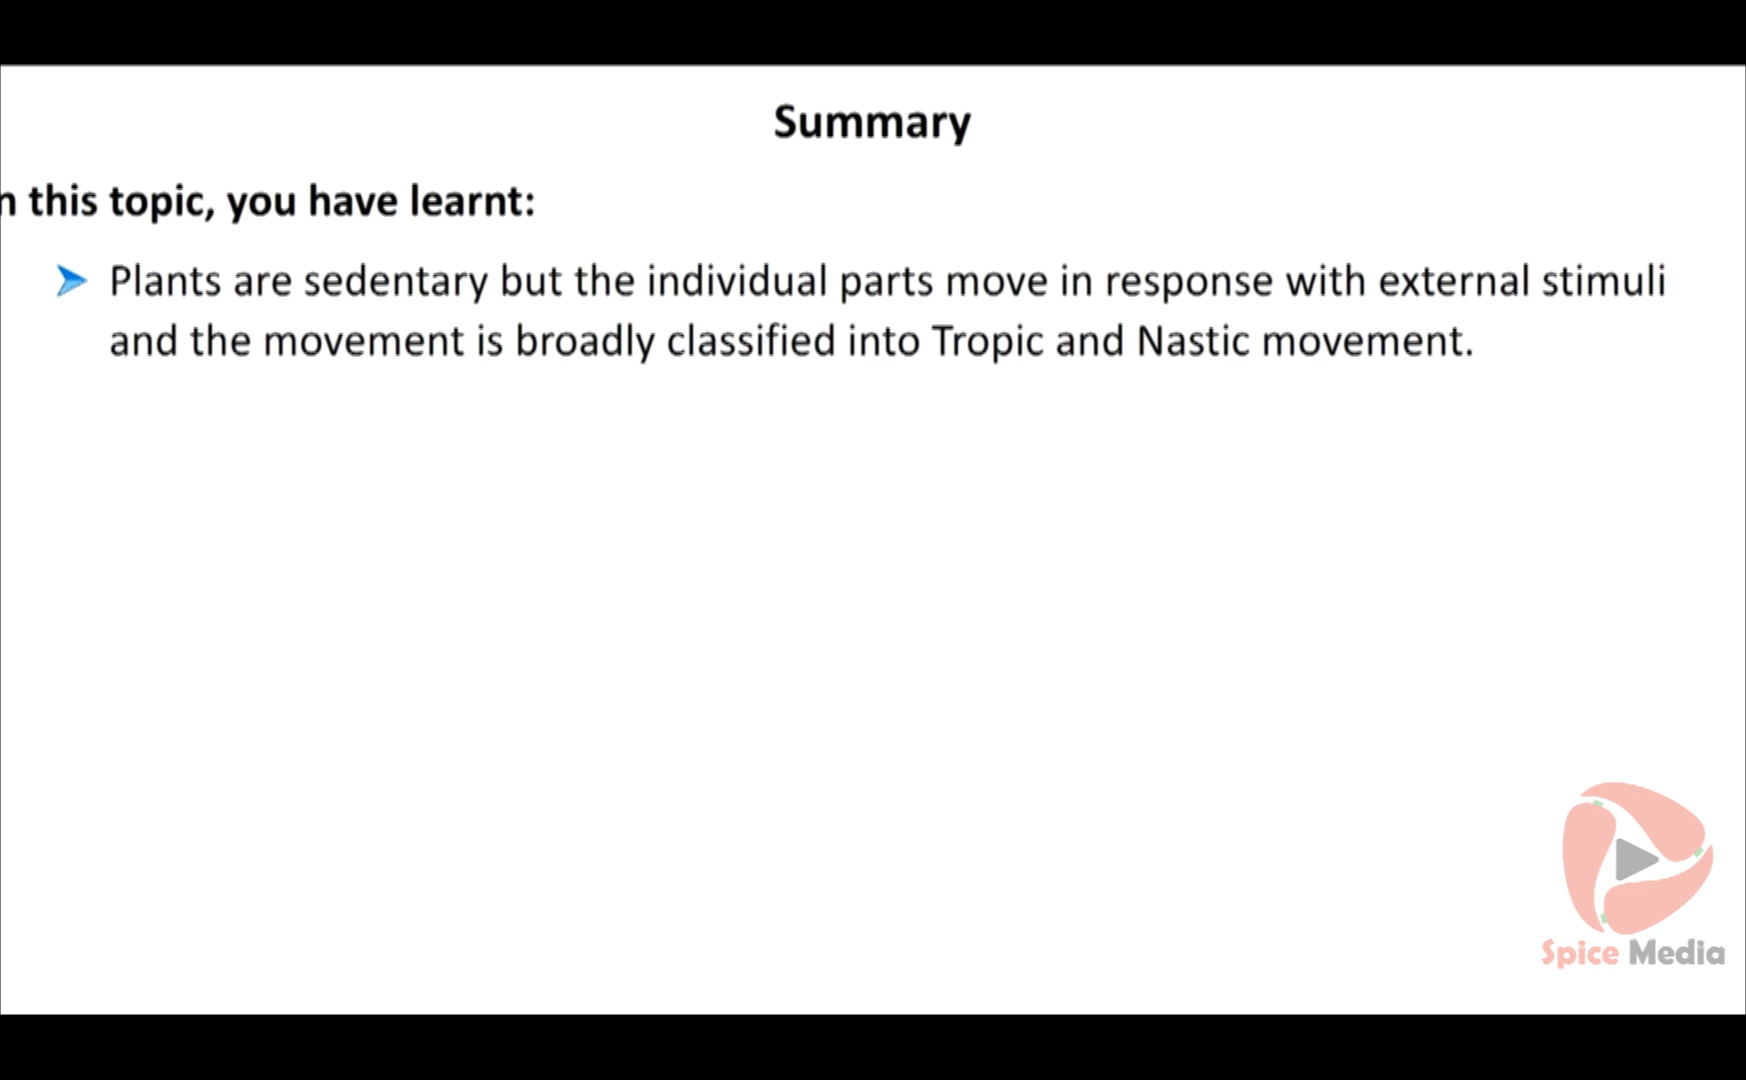 Summary
n this topic, you have learnt:
Plants are sedentary but the individual parts move in response with external stimuli
and the movement is broadly classified into Tropic and Nastic movement.
Spice Media